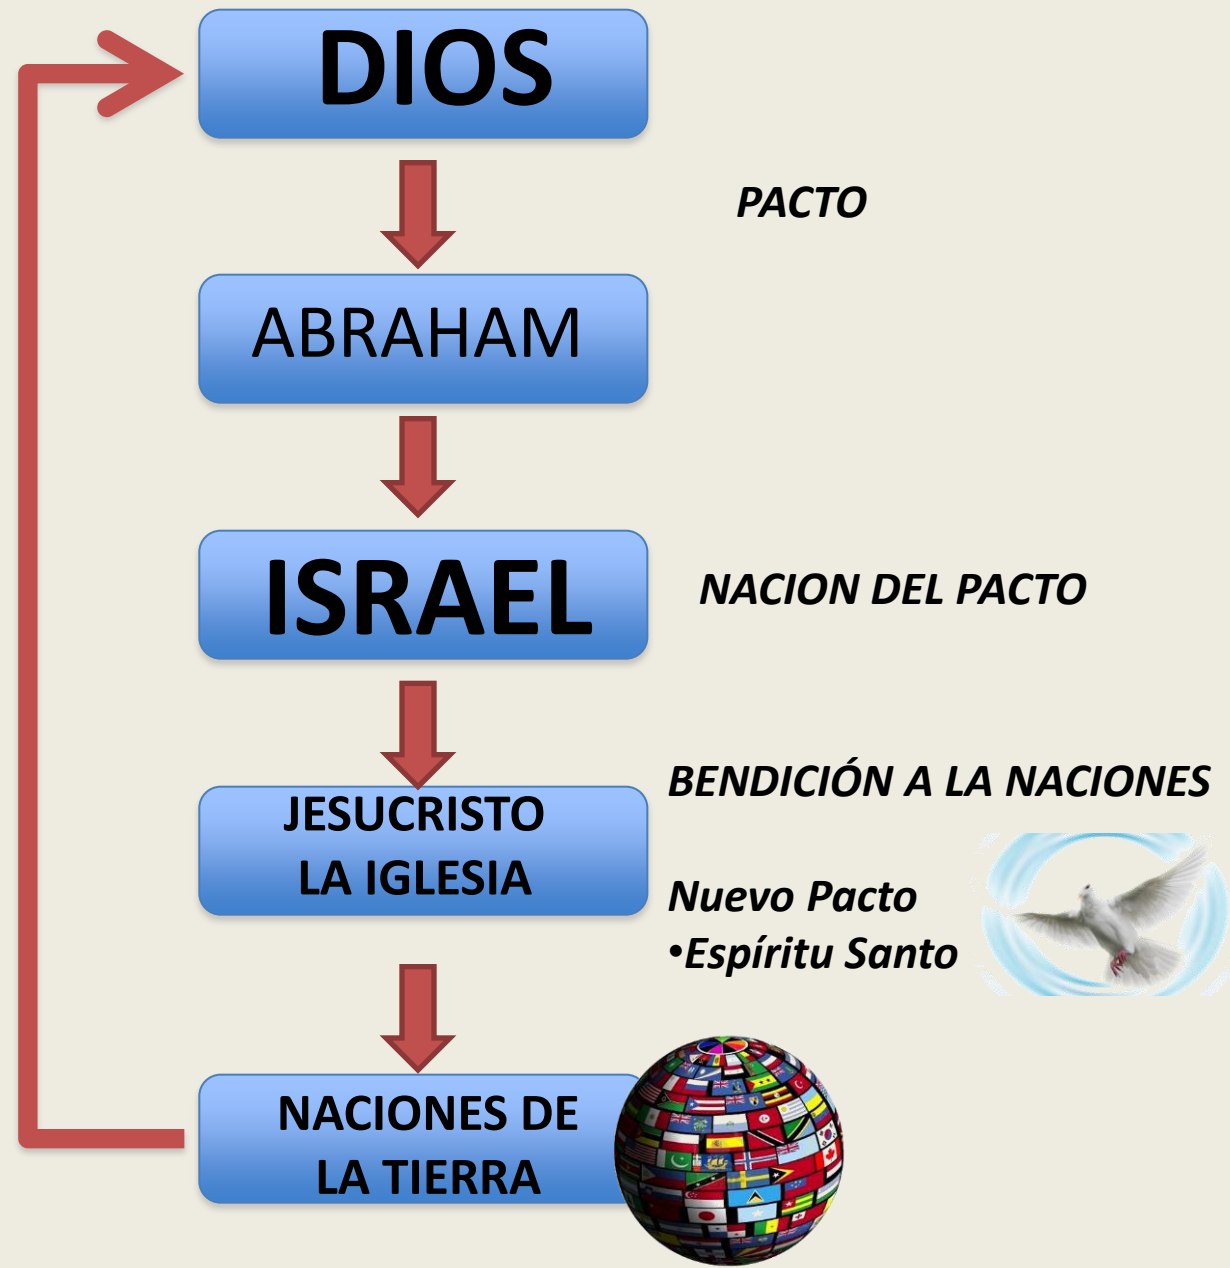 DIOS
PACTO
ABRAHAM
ISRAEL
NACION DEL PACTO
BENDICIÓN A LA NACIONES
JESUCRISTO
LA IGLESIA
Nuevo Pacto
•Espíritu Santo
NACIONES DE
LA TIERRA